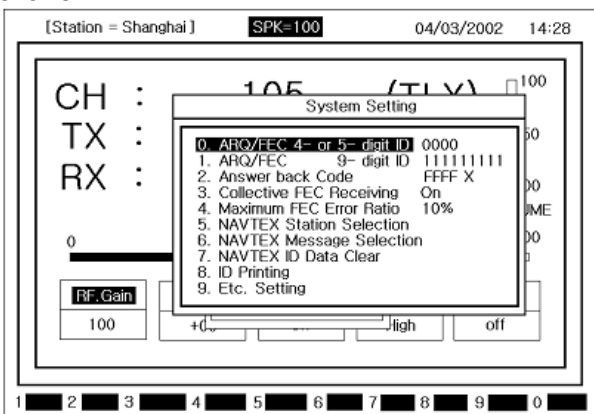 [Station = Shanghai] SPK=100 04/03/2002 14:28
CH : 105 (TLX) 100
System Setting
TX :
RX :
0. ARQ/FEC 4- or 5- digit ID 0000
1. ARQ/FEC 9- digit ID 111111111
2. Answer back Code FFFF X
3. Collective FEC Receiving On
4. Maximum FEC Error Ratio 10%
5. NAVTEX Station Selection
6. NAVTEX Message Selection
7. NAVTEX ID Data Clear
8. ID Printing
9. Etc. Setting
0
RF.Gain
100 High off
1 2 3 4 5 6 7 8 9 0